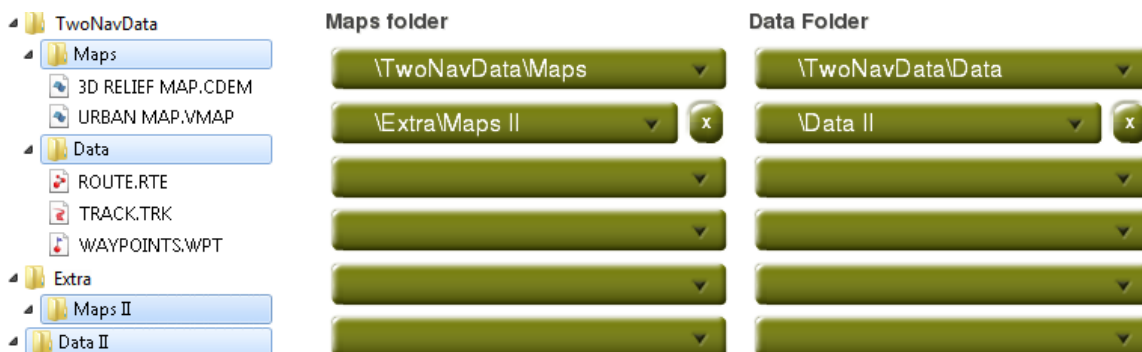 TwoNavData
Maps
3D RELIEF MAP.CDEM
URBAN MAP.VMAP
Data
ROUTE.RTE
TRACK.TRK
WAYPOINTS.WPT
Extra
Maps II
Data II
Maps folder
\TwoNavData\Maps
\Extra\Maps II x
Data Folder
\TwoNavData\Data
\Data II x